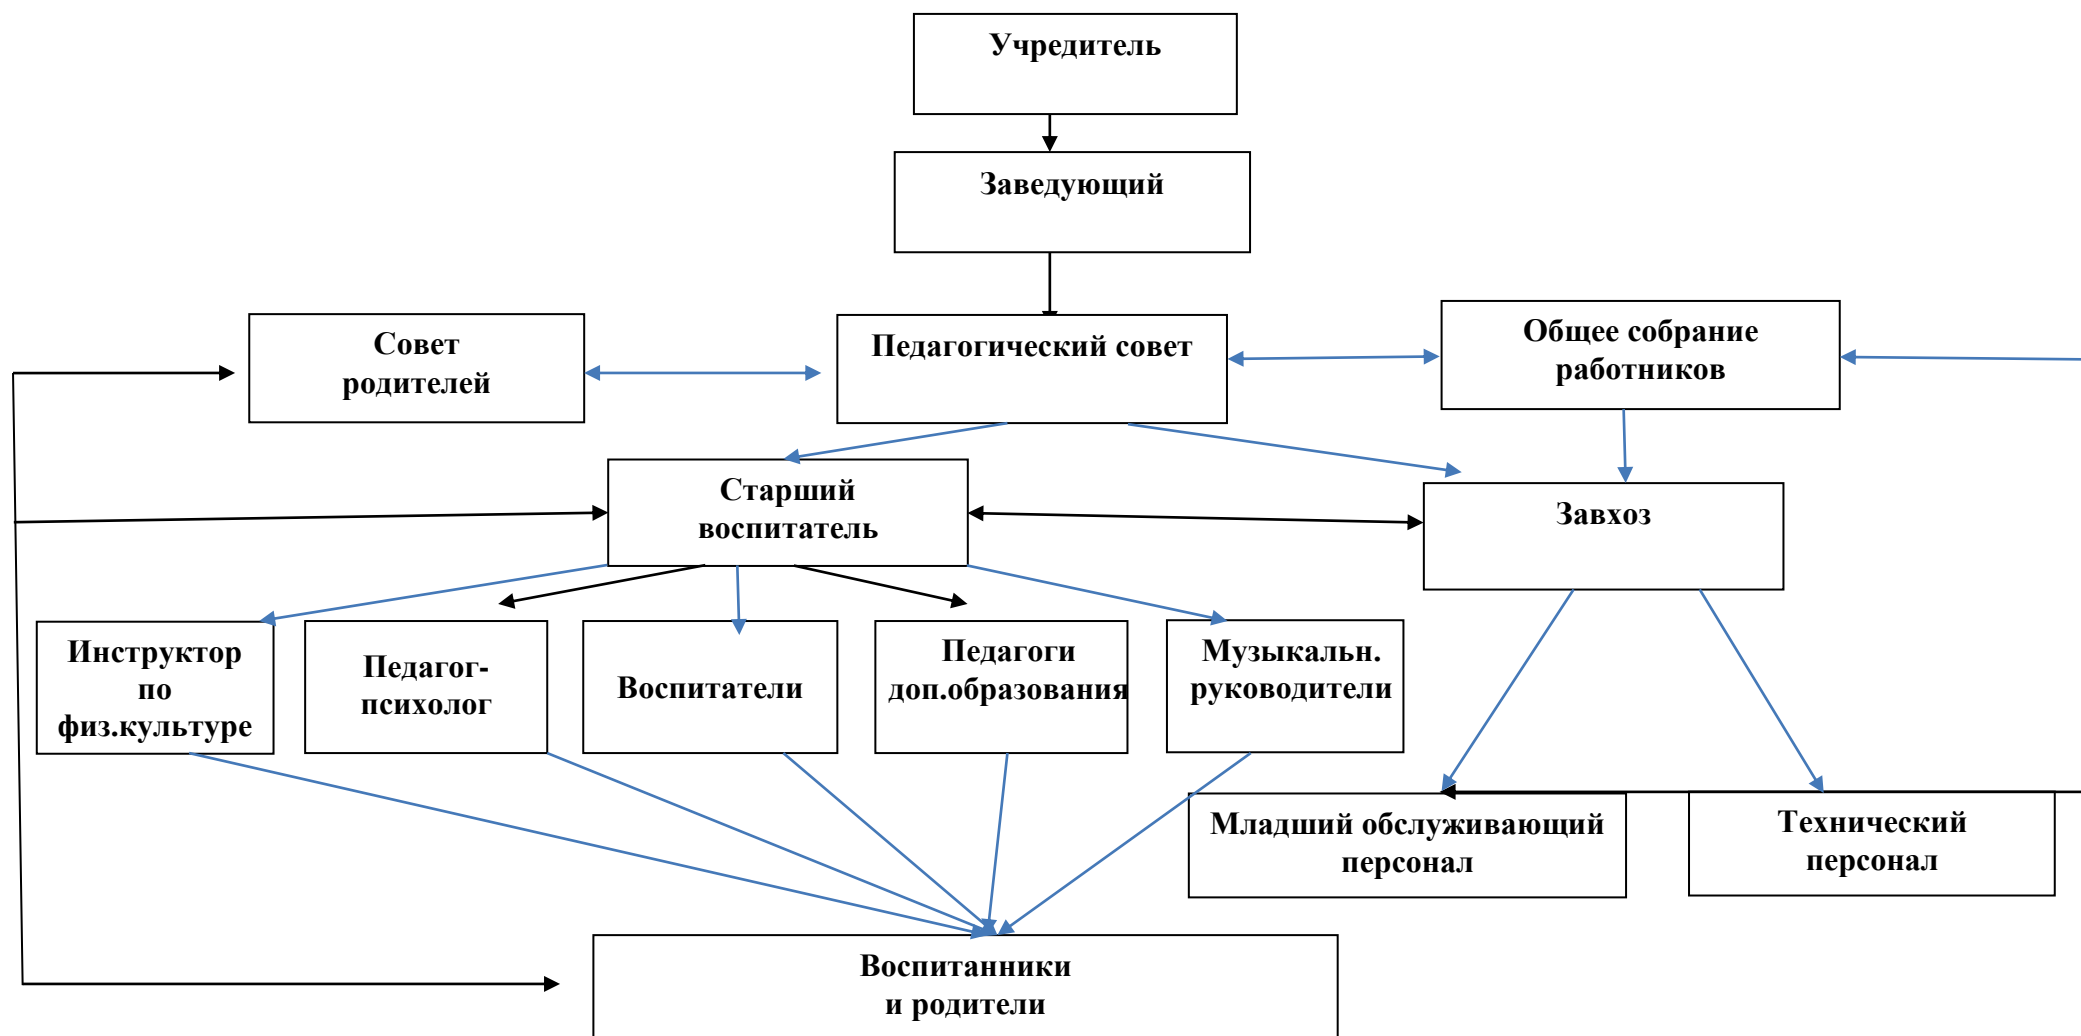 Учредитель
Заведующий
Совет
родителей
Педагогический совет
Общее собрание
работников
Старший
воспитатель
Завхоз
Инструктор
по
физ.культуре
Педагог-
психолог
Воспитатели
Педагоги
доп.образования
Музыкальн.
руководители
Младший обслуживающий
персонал
Технический
персонал
Воспитанники
и родители